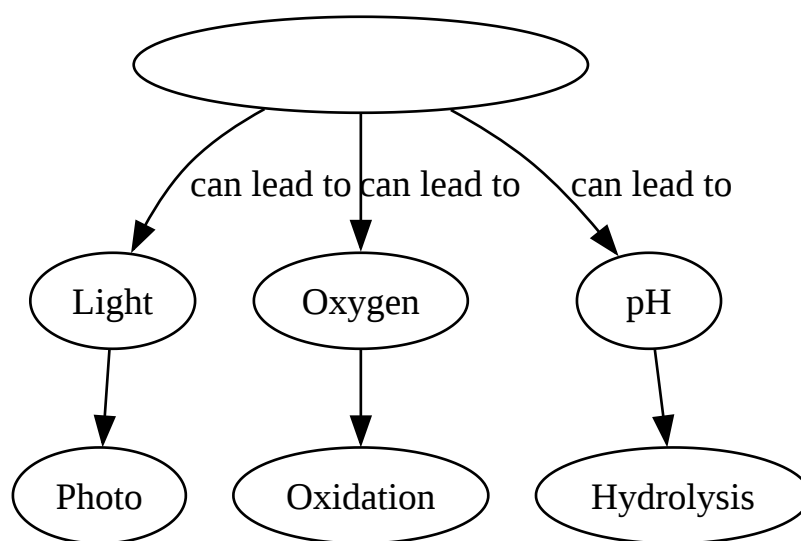 can lead to can lead to can lead to
Light Oxygen pH
Photo Oxidation Hydrolysis